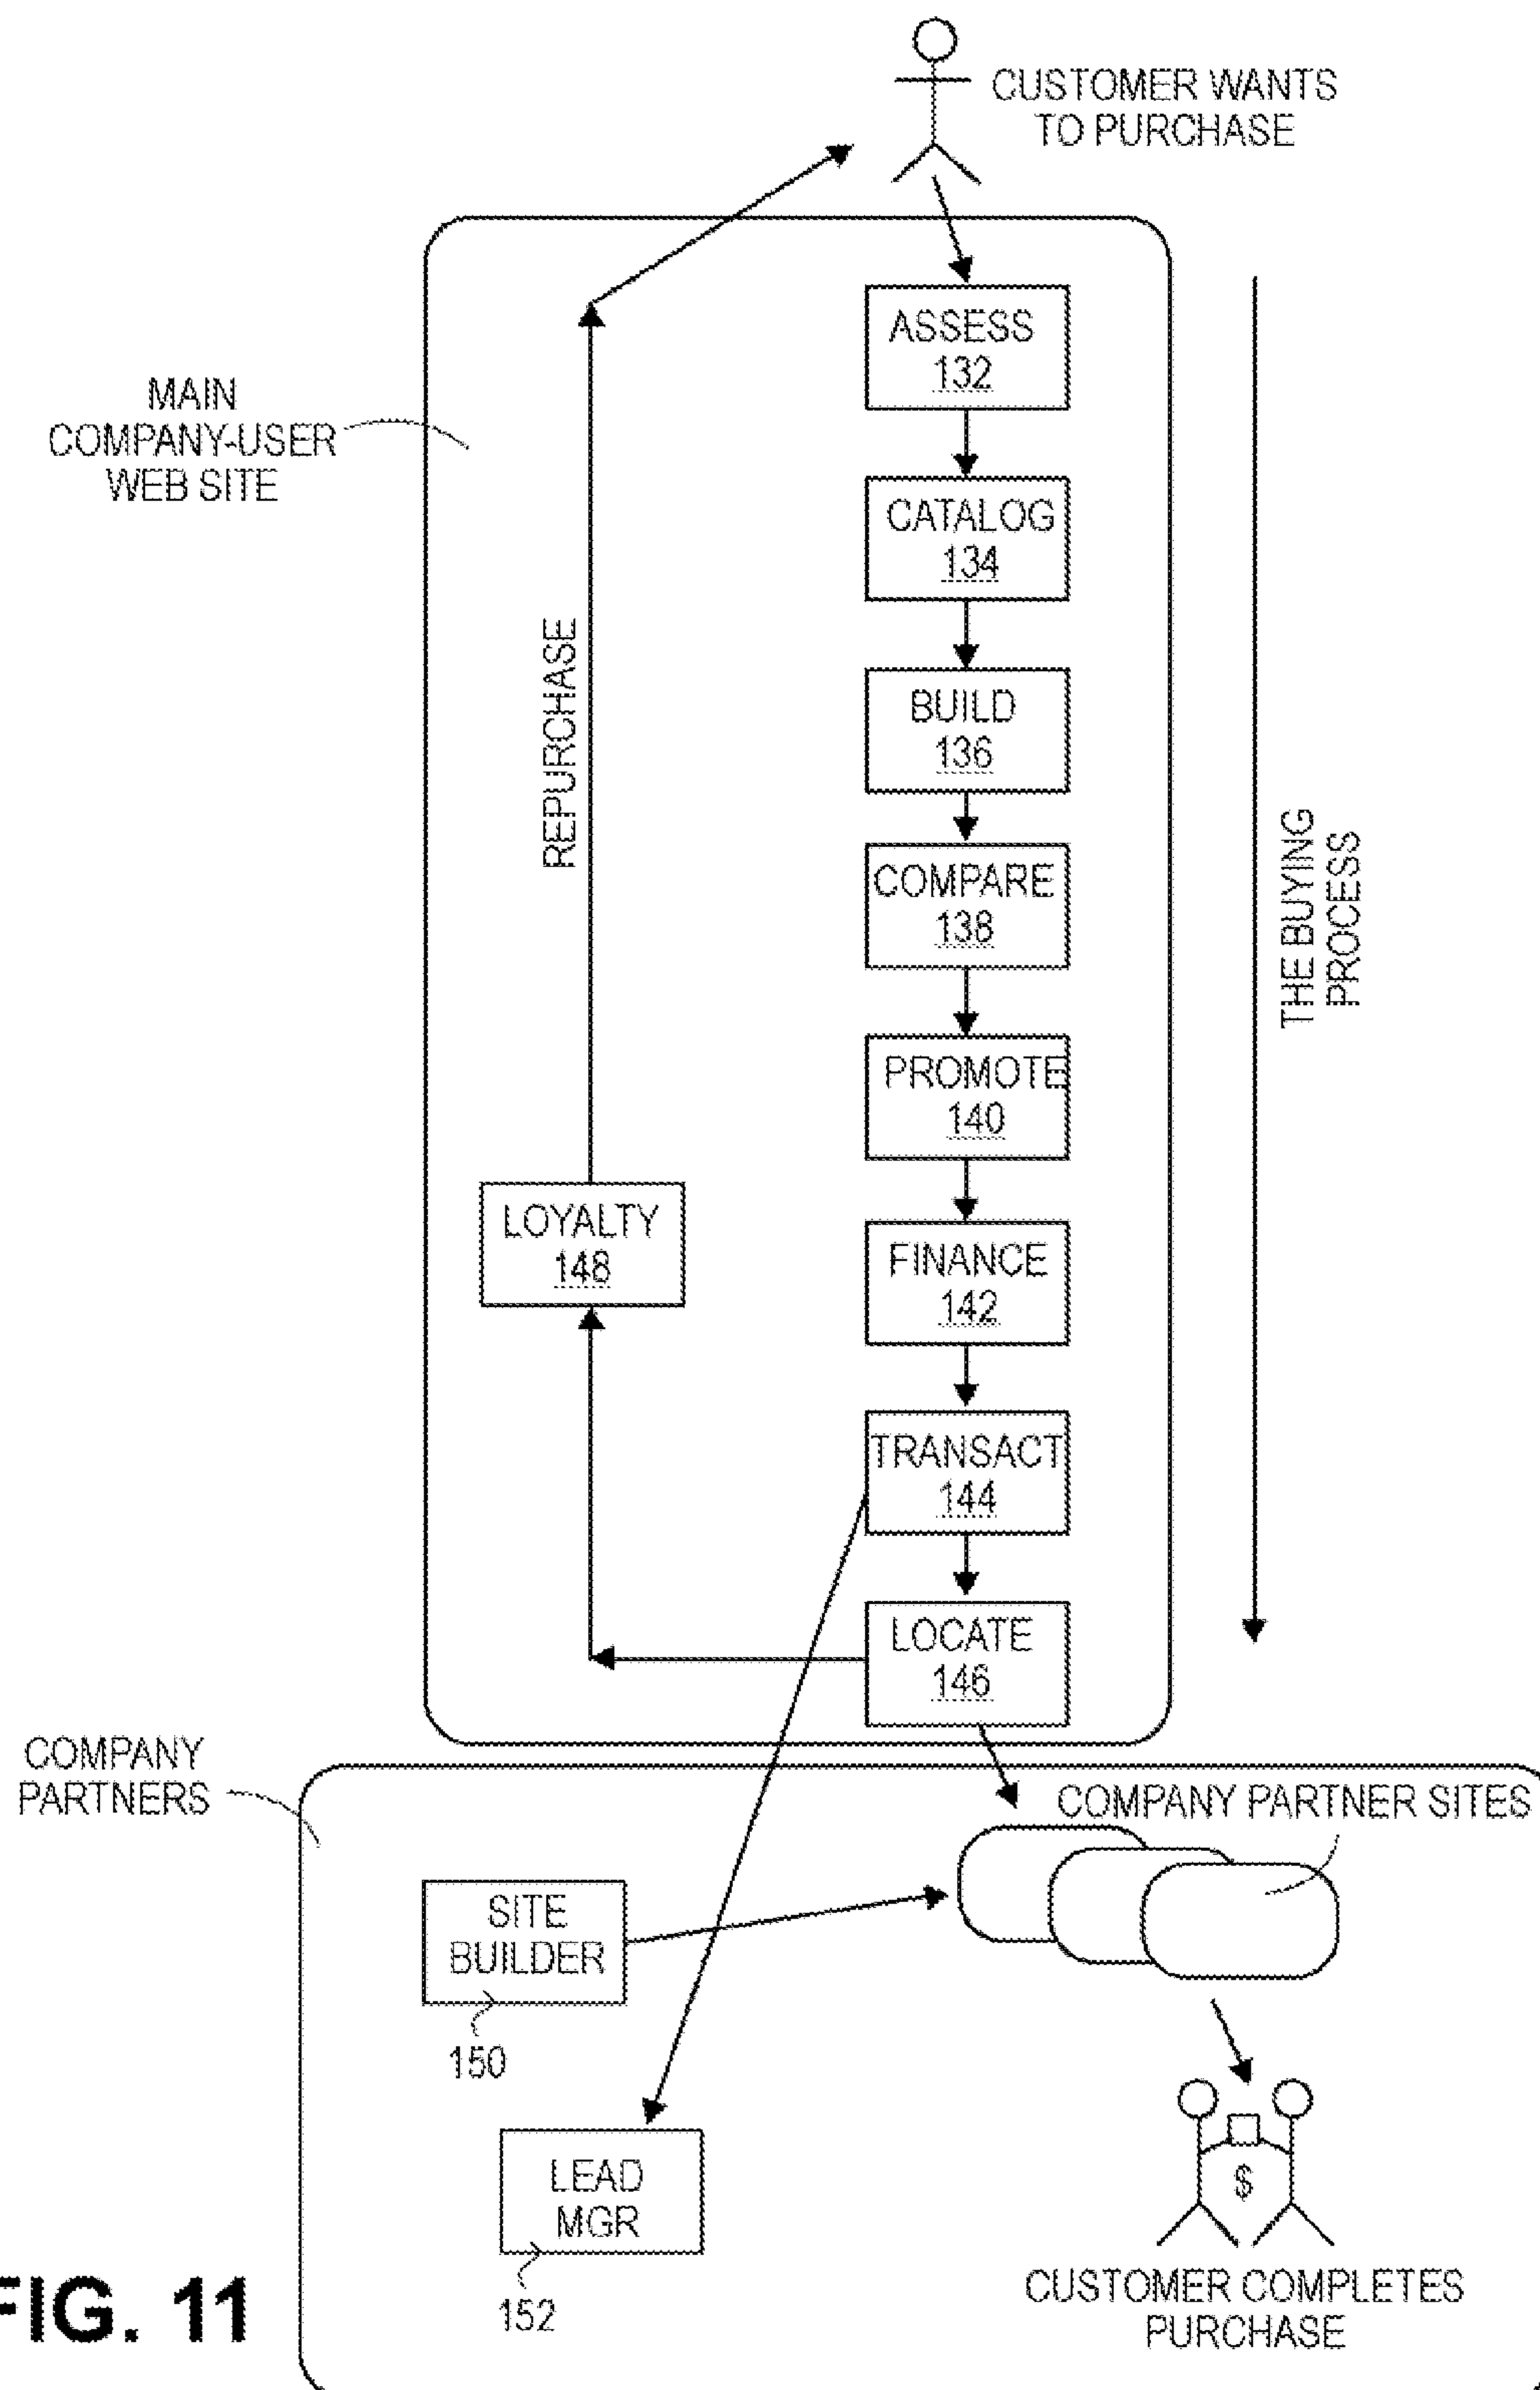 CUSTOMER WANTS
TO PURCHASE
ASSESS
132
MAIN
COMPANY-USER
WEB SITE
CATALOG
134
REPURCHASE
BUILD
136
COMPARE
138
THE BUYING
PROCESS
PROMOTE
140
LOYALTY
148
FINANCE
142
TRANSACT
144
LOCATE
146
COMPANY
PARTNERS
COMPANY PARTNER SITES
SITE
BUILDER
150
LEAD
MGR
152
$
CUSTOMER COMPLETES
PURCHASE
FIG. 11